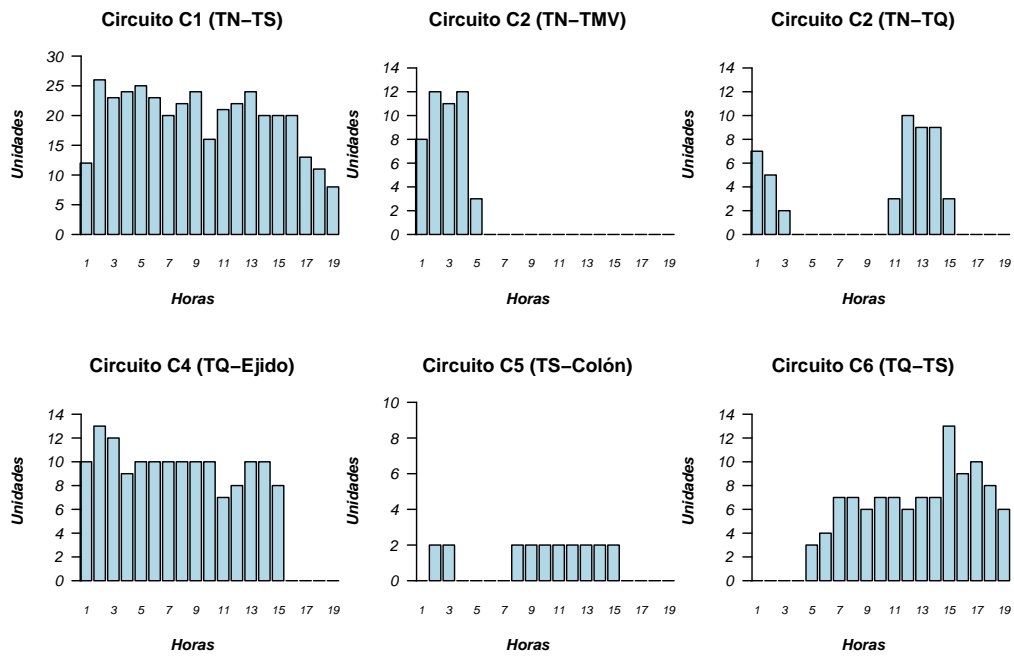 Circuito C1 (TN−TS)
Unidades
30
25
20
15
10
5
0
1 3 5 7 9 11 13 15 17 19
Horas
Circuito C2 (TN−TMV)
Unidades
14
12
10
8
6
4
2
0
1 3 5 7 9 11 13 15 17 19
Horas
Circuito C2 (TN−TQ)
Unidades
14
12
10
8
6
4
2
0
1 3 5 7 9 11 13 15 17 19
Horas
Circuito C4 (TQ−Ejido)
Unidades
14
12
10
8
6
4
2
0
1 3 5 7 9 11 13 15 17 19
Horas
Circuito C5 (TS−Colón)
Unidades
10
8
6
4
2
0
1 3 5 7 9 11 13 15 17 19
Horas
Circuito C6 (TQ−TS)
Unidades
14
12
10
8
6
4
2
0
1 3 5 7 9 11 13 15 17 19
Horas